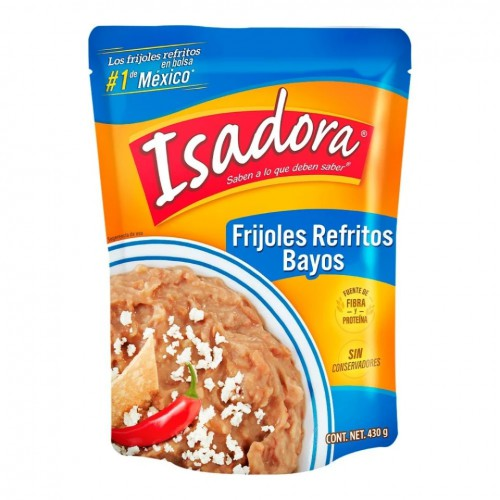 Los frijoles refritos
en bolsa
#1 de México*
Isadora®
Saben a lo que deben saber®
Frijoles Refritos
Bayos
FUENTE DE
FIBRA
Y
PROTEÍNA
SIN
CONSERVADORES
CONT. NET. 430 g